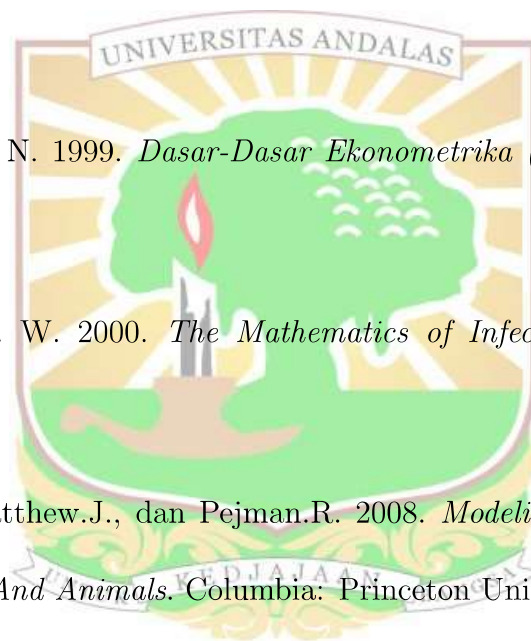 UNIVERSITAS ANDALAS
N. 1999. Dasar-Dasar Ekonometrika
W. 2000. The Mathematics of Infec
tthew.J., dan Pejman.R. 2008. Modeli
KEDJAJAAN
And Animals. Columbia: Princeton Uni